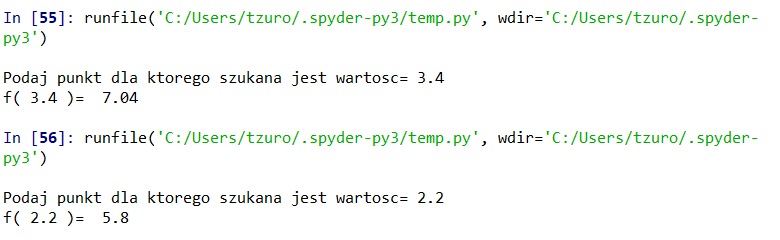 In [55]: runfile('C:/Users/tzuro/.spyder-py3/temp.py', wdir='C:/Users/tzuro/.spyder-
py3')
Podaj punkt dla ktorego szukana jest wartosc= 3.4
f( 3.4 )=  7.04
In [56]: runfile('C:/Users/tzuro/.spyder-py3/temp.py', wdir='C:/Users/tzuro/.spyder-
py3')
Podaj punkt dla ktorego szukana jest wartosc= 2.2
f( 2.2 )=  5.8